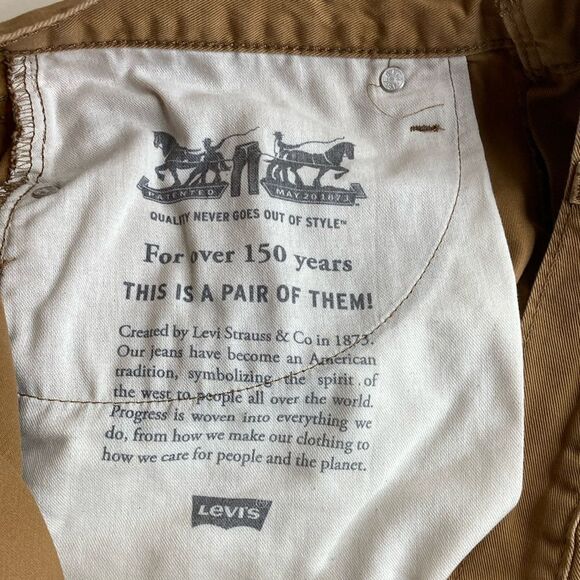 PATENTED MAY 20 1873
QUALITY NEVER GOES OUT OF STYLE™
For over 150 years
THIS IS A PAIR OF THEM!
Created by Levi Strauss & Co in 1873.
Our jeans have become an American
tradition, symbolizing the spirit of
the west to people all over the world.
Progress is woven into everything we
do, from how we make our clothing to
how we care for people and the planet.
LEVI'S®